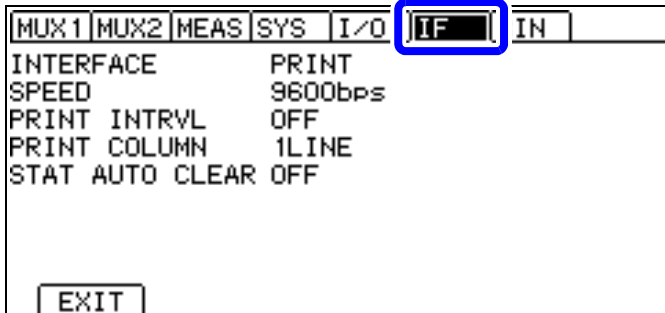 MUX1 MUX2 MEAS SYS I/O IF IN
INTERFACE PRINT
SPEED 9600bps
PRINT INTRVL OFF
PRINT COLUMN 1LINE
STAT AUTO CLEAR OFF
EXIT